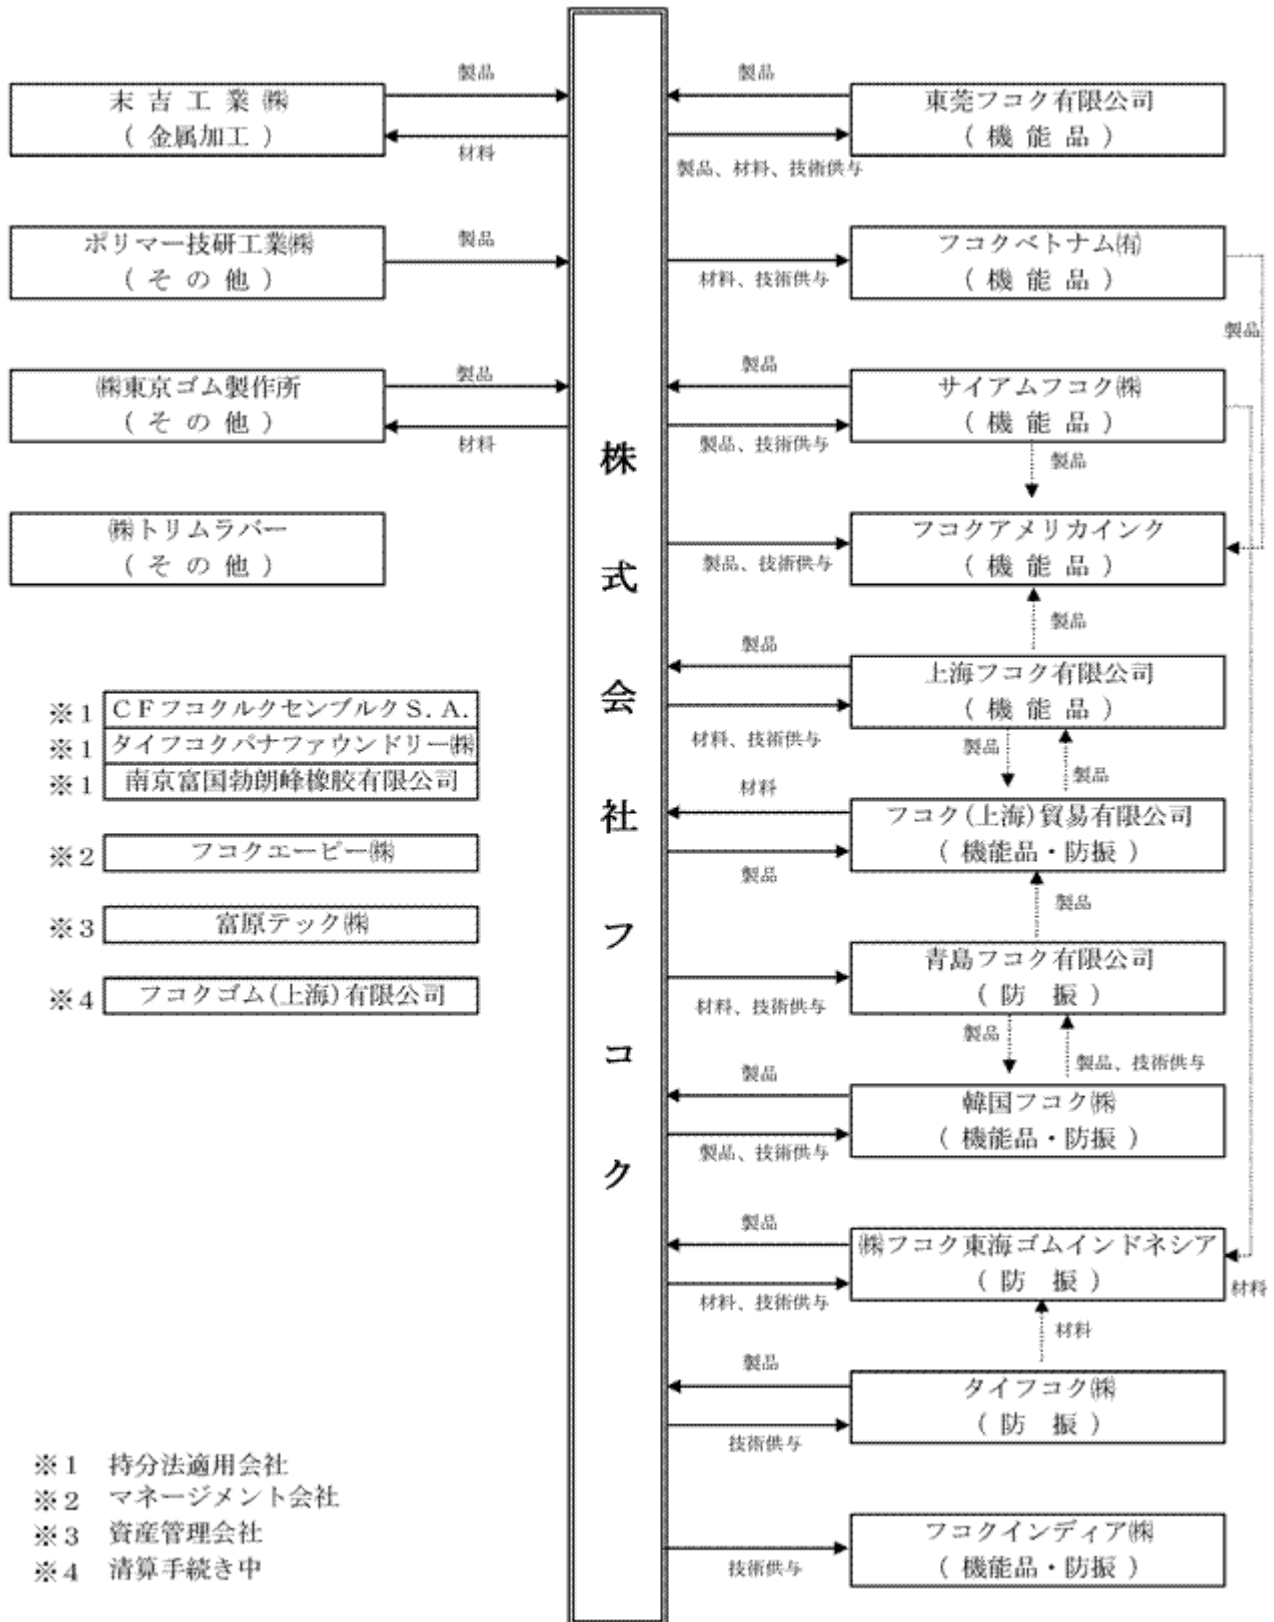 製品
末吉工業㈱
(金属加工)
材料
製品
ポリマー技研工業㈱
(その他)
製品
㈱東京ゴム製作所
(その他)
材料
㈱トリムラバー
(その他)
※1 CFフコクルクセンブルクS.A.
※1 タイフコクパナファウンドリー㈱
※1 南京富国勃朗峰橡胶有限公司
※2 フコクエーピー㈱
※3 富原テック㈱
※4 フコクゴム(上海)有限公司
※1 持分法適用会社
※2 マネージメント会社
※3 資産管理会社
※4 清算手続き中
株式会社フコク
製品
東莞フコク有限公司
(機能品)
製品、材料、技術供与
フコクベトナム㈲
(機能品)
材料、技術供与
製品
製品
サイアムフコク㈱
(機能品)
製品、技術供与
製品
フコクアメリカインク
(機能品)
製品、技術供与
製品
製品
上海フコク有限公司
(機能品)
材料、技術供与
製品
製品
材料
フコク(上海)貿易有限公司
(機能品・防振)
製品
製品
青島フコク有限公司
(防振)
材料、技術供与
製品
製品、技術供与
製品
韓国フコク㈱
(機能品・防振)
製品、技術供与
製品
㈱フコク東海ゴムインドネシア
(防振)
材料、技術供与
材料
材料
製品
タイフコク㈱
(防振)
技術供与
フコクインディア㈱
(機能品・防振)
技術供与